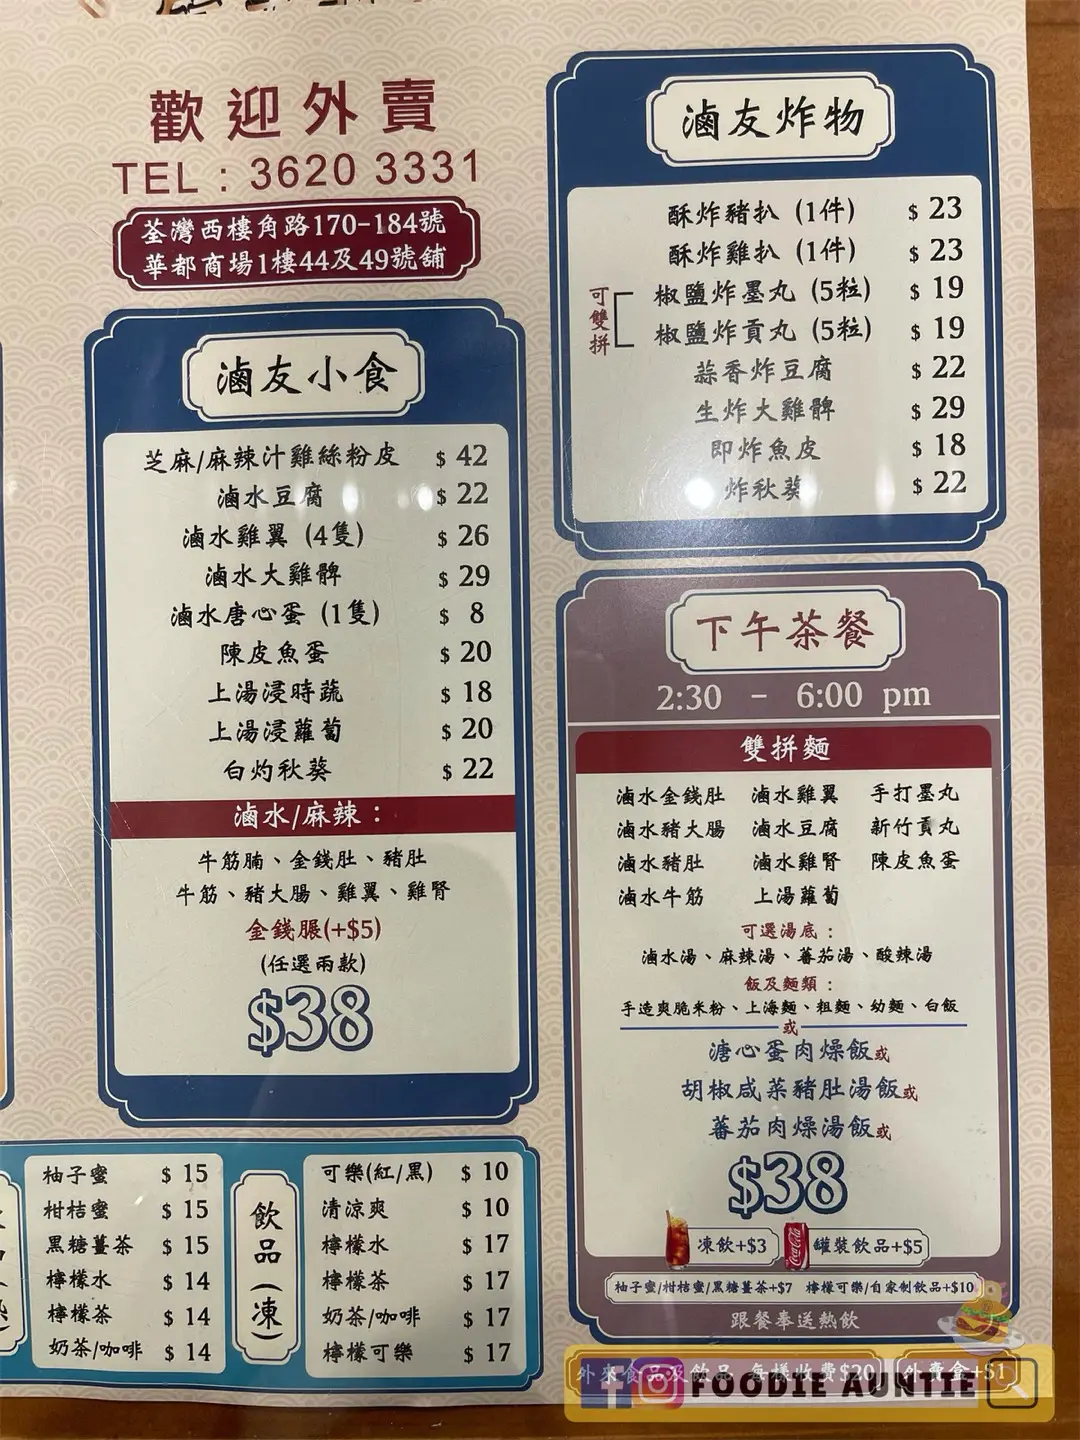 歡迎外賣
TEL : 3620 3331
荃灣西樓角路170-184號
華都商場1樓44及49號舖
滷友小食
芝麻/麻辣汁雞絲粉皮 $ 42
滷水豆腐 $ 22
滷水雞翼 (4隻) $ 26
滷水大雞髀 $ 29
滷水唐心蛋 (1隻) $ 8
陳皮魚蛋 $ 20
上湯浸時蔬 $ 18
上湯浸蘿蔔 $ 20
白灼秋葵 $ 22
滷水/麻辣：
牛筋腩、金錢肚、豬肚
牛筋、豬大腸、雞翼、雞腎
金錢𦟌(+$5)
(任選兩款)
$38
柚子蜜 $ 15
柑桔蜜 $ 15
黑糖薑茶 $ 15
檸檬水 $ 14
檸檬茶 $ 14
奶茶/咖啡 $ 14
飲品(凍)
可樂(紅/黑) $ 10
清涼爽 $ 10
檸檬水 $ 17
檸檬茶 $ 17
奶茶/咖啡 $ 17
檸檬可樂 $ 17
滷友炸物
酥炸豬扒 (1件) $ 23
酥炸雞扒 (1件) $ 23
可雙拼
椒鹽炸墨丸 (5粒) $ 19
椒鹽炸貢丸 (5粒) $ 19
蒜香炸豆腐 $ 22
生炸大雞髀 $ 29
即炸魚皮 $ 18
炸秋葵 $ 22
下午茶餐
2:30 - 6:00 pm
雙拼麵
滷水金錢肚 滷水雞翼 手打墨丸
滷水豬大腸 滷水豆腐 新竹貢丸
滷水豬肚 滷水雞腎 陳皮魚蛋
滷水牛筋 上湯蘿蔔
可選湯底：
滷水湯、麻辣湯、蕃茄湯、酸辣湯
飯及麵類：
手造爽脆米粉、上海麵、粗麵、幼麵、白飯
或
溏心蛋肉燥飯或
胡椒咸菜豬肚湯飯或
蕃茄肉燥湯飯或
$38
凍飲+$3 Coca-Cola 罐裝飲品+$5
柚子蜜/柑桔蜜/黑糖薑茶+$7 檸檬可樂/自家制飲品+$10
跟餐奉送熱飲
外來食品及飲品 每樣收費$20 外賣盒+$1
FOODIE AUNTIE